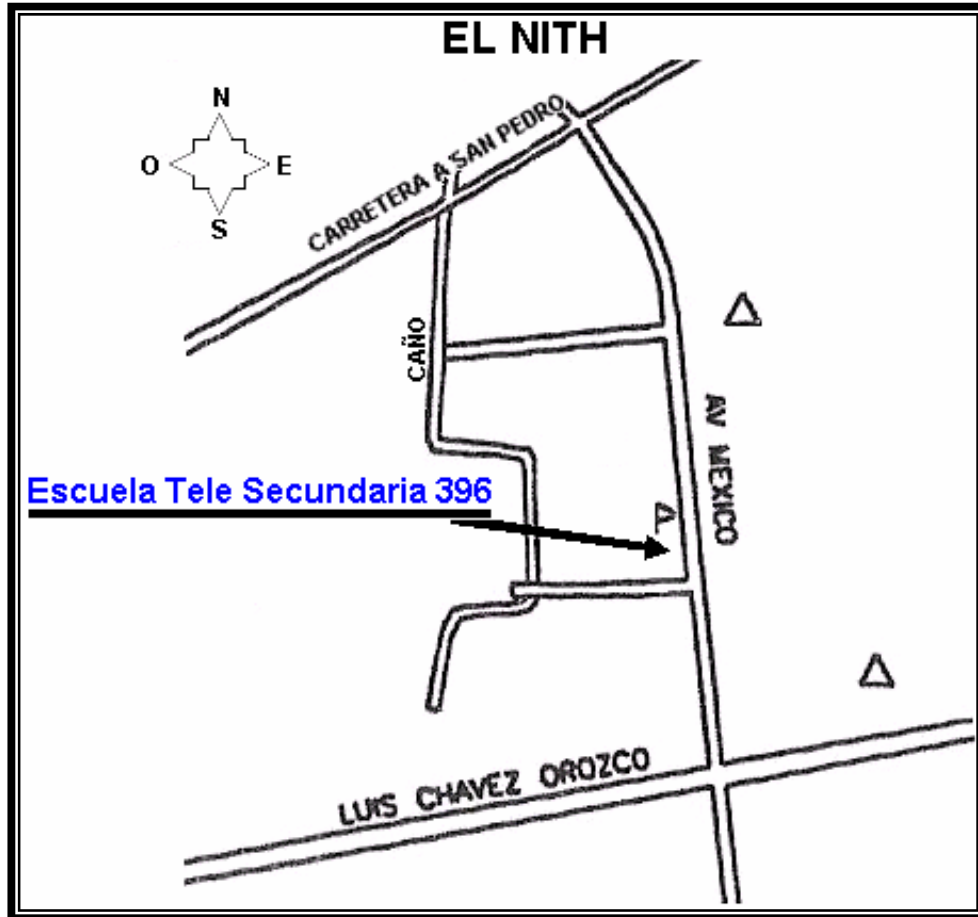 EL NITH
N
O E
S
CARRETERA A SAN PEDRO
CAÑO
AV MEXICO
Escuela Tele Secundaria 396
LUIS CHAVEZ OROZCO